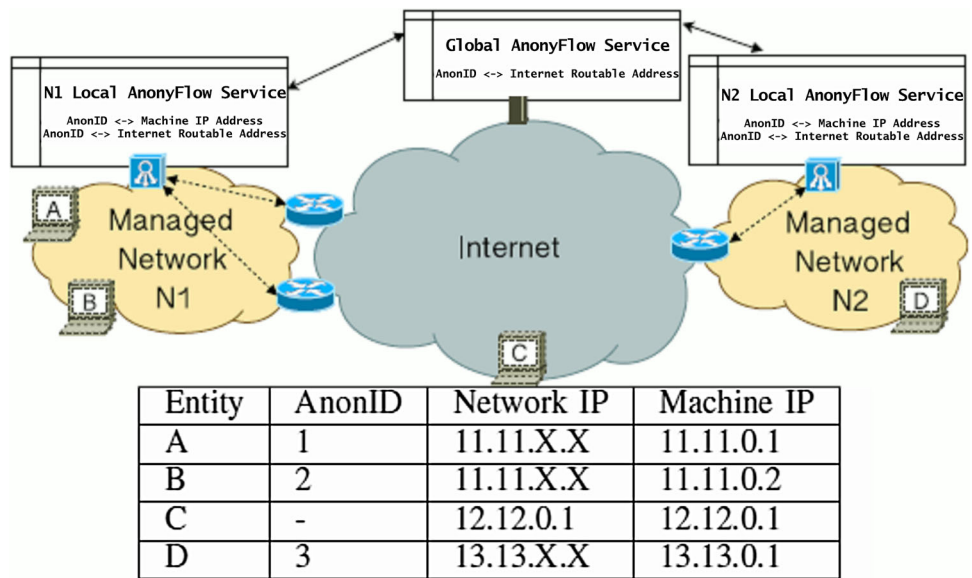 Global AnonyFlow Service
AnonID <-> Internet Routable Address
N1 Local AnonyFlow Service
AnonID <-> Machine IP Address
AnonID <-> Internet Routable Address
N2 Local AnonyFlow Service
AnonID <-> Machine IP Address
AnonID <-> Internet Routable Address
A
Managed
Network
N1
B
Internet
C
Managed
Network
N2
D
Entity AnonID Network IP Machine IP
A 1 11.11.X.X 11.11.0.1
B 2 11.11.X.X 11.11.0.2
C - 12.12.0.1 12.12.0.1
D 3 13.13.X.X 13.13.0.1